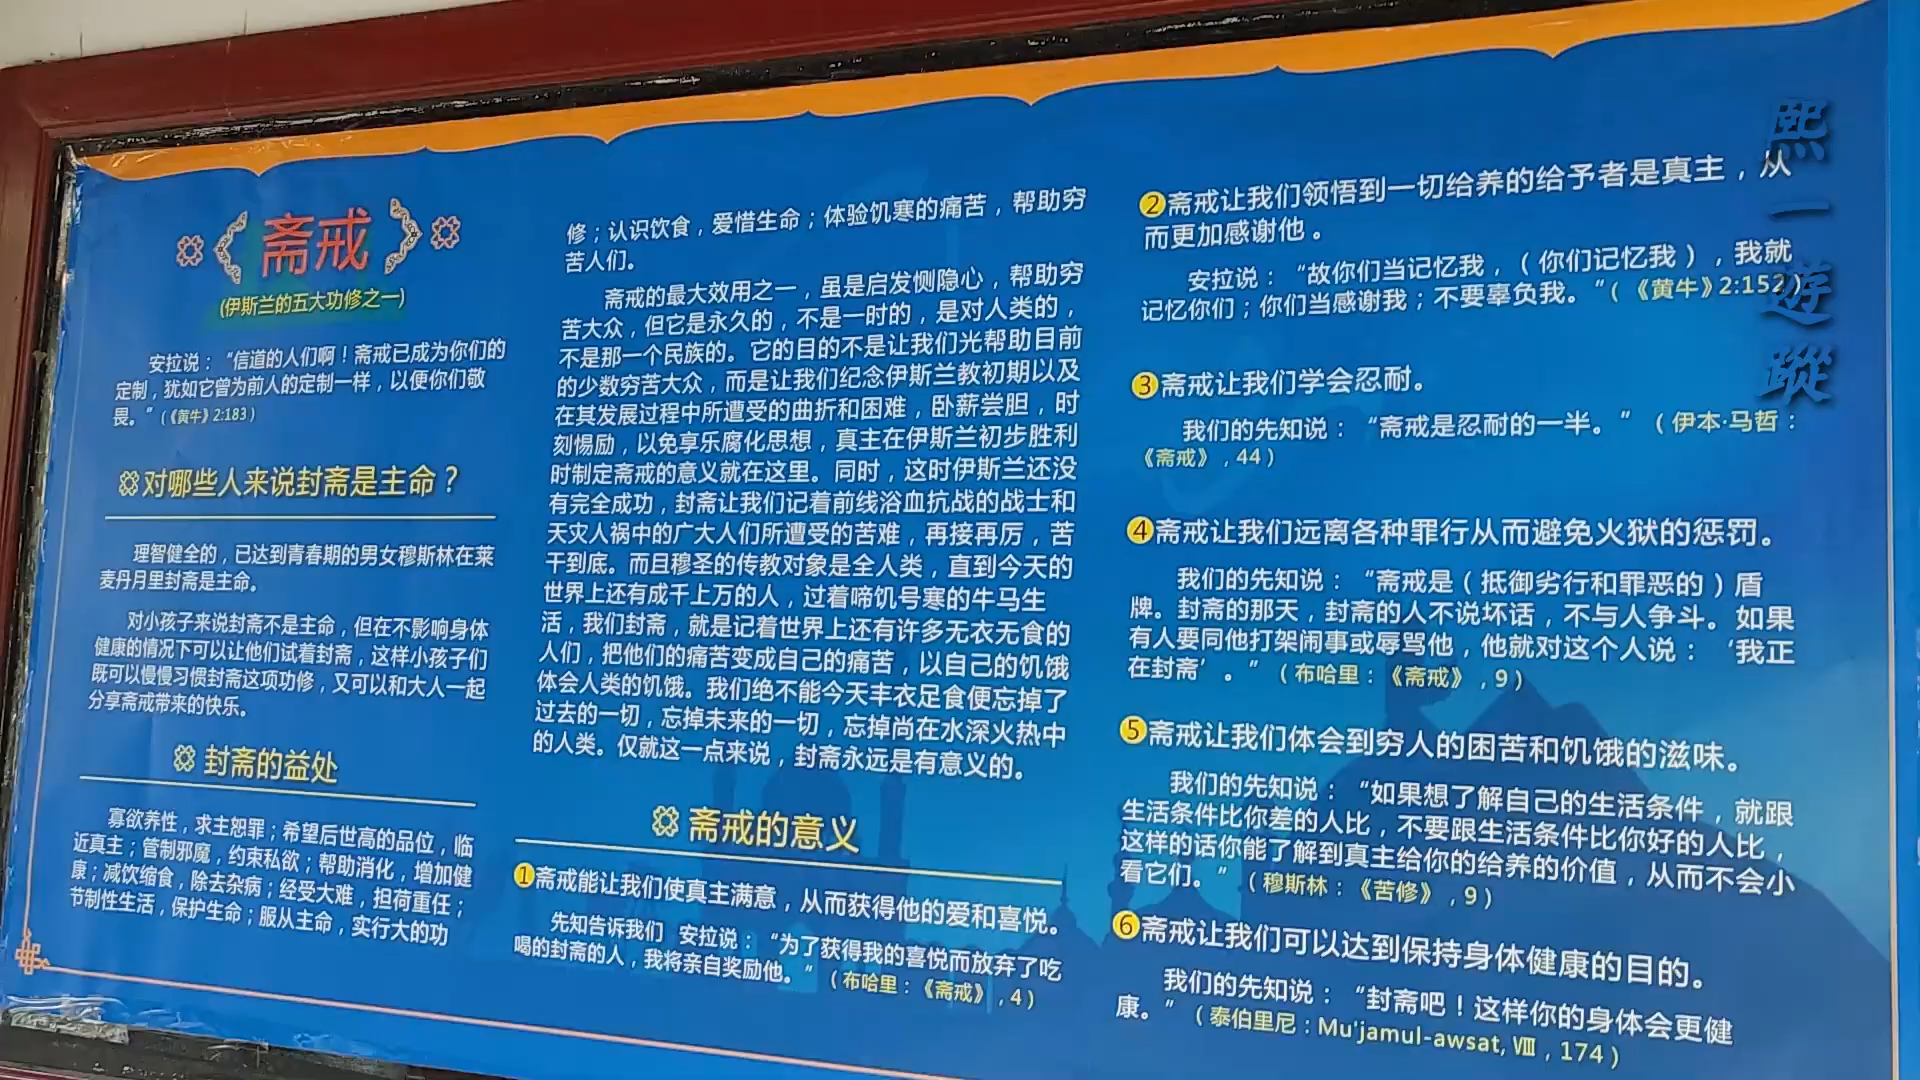 斋戒
(伊斯兰的五大功修之一)
安拉说：“信道的人们啊！斋戒已成为你们的
定制，犹如它曾为前人的定制一样，以便你们敬
畏。”(《黄牛》2:183)
对哪些人来说封斋是主命？
理智健全的，已达到青春期的男女穆斯林在莱
麦丹月里封斋是主命。
对小孩子来说封斋不是主命，但在不影响身体
健康的情况下可以让他们试着封斋，这样小孩子们
既可以慢慢习惯封斋这项功修，又可以和大人一起
分享斋戒带来的快乐。
封斋的益处
寡欲养性，求主恕罪；希望后世高的品位，临
近真主；管制邪魔，约束私欲；帮助消化，增加健
康；减饮缩食，除去杂病；经受大难，担荷重任；
节制性生活，保护生命；服从主命，实行大的功
修；认识饮食，爱惜生命；体验饥寒的痛苦，帮助穷
苦人们。
斋戒的最大效用之一，虽是启发恻隐心，帮助穷
苦大众，但它是永久的，不是一时的，是对人类的，
不是那一个民族的。它的目的不是让我们光帮助目前
的少数穷苦大众，而是让我们纪念伊斯兰教初期以及
在其发展过程中所遭受的曲折和困难，卧薪尝胆，时
刻惕励，以免享乐腐化思想，真主在伊斯兰初步胜利
时制定斋戒的意义就在这里。同时，这时伊斯兰还没
有完全成功，封斋让我们记着前线浴血抗战的战士和
天灾人祸中的广大人们所遭受的苦难，再接再厉，苦
干到底。而且穆圣的传教对象是全人类，直到今天的
世界上还有成千上万的人，过着啼饥号寒的牛马生
活，我们封斋，就是记着世界上还有许多无衣无食的
人们，把他们的痛苦变成自己的痛苦，以自己的饥饿
体会人类的饥饿。我们绝不能今天丰衣足食便忘掉了
过去的一切，忘掉未来的一切，忘掉尚在水深火热中
的人类。仅就这一点来说，封斋永远是有意义的。
斋戒的意义
①斋戒能让我们使真主满意，从而获得他的爱和喜悦。
先知告诉我们 安拉说：“为了获得我的喜悦而放弃了吃
喝的封斋的人，我将亲自奖励他。”（布哈里：《斋戒》，4）
②斋戒让我们领悟到一切给养的给予者是真主，从
而更加感谢他。
安拉说：“故你们当记忆我，（你们记忆我），我就
记忆你们；你们当感谢我；不要辜负我。”（《黄牛》2:152）
③斋戒让我们学会忍耐。
我们的先知说：“斋戒是忍耐的一半。”（伊本·马哲：
《斋戒》，44）
④斋戒让我们远离各种罪行从而避免火狱的惩罚。
我们的先知说：“斋戒是（抵御劣行和罪恶的）盾
牌。封斋的那天，封斋的人不说坏话，不与人争斗。如果
有人要同他打架闹事或辱骂他，他就对这个人说：‘我正
在封斋’。”（布哈里：《斋戒》，9）
⑤斋戒让我们体会到穷人的困苦和饥饿的滋味。
我们的先知说：“如果想了解自己的生活条件，就跟
生活条件比你差的人比，不要跟生活条件比你好的人比，
这样的话你能了解到真主给你的给养的价值，从而不会小
看它们。”（穆斯林：《苦修》，9）
⑥斋戒让我们可以达到保持身体健康的目的。
我们的先知说：“封斋吧！这样你的身体会更健
康。”（泰伯里尼：Mu'jamul-awsat, Ⅷ，174）
熙一遊蹤